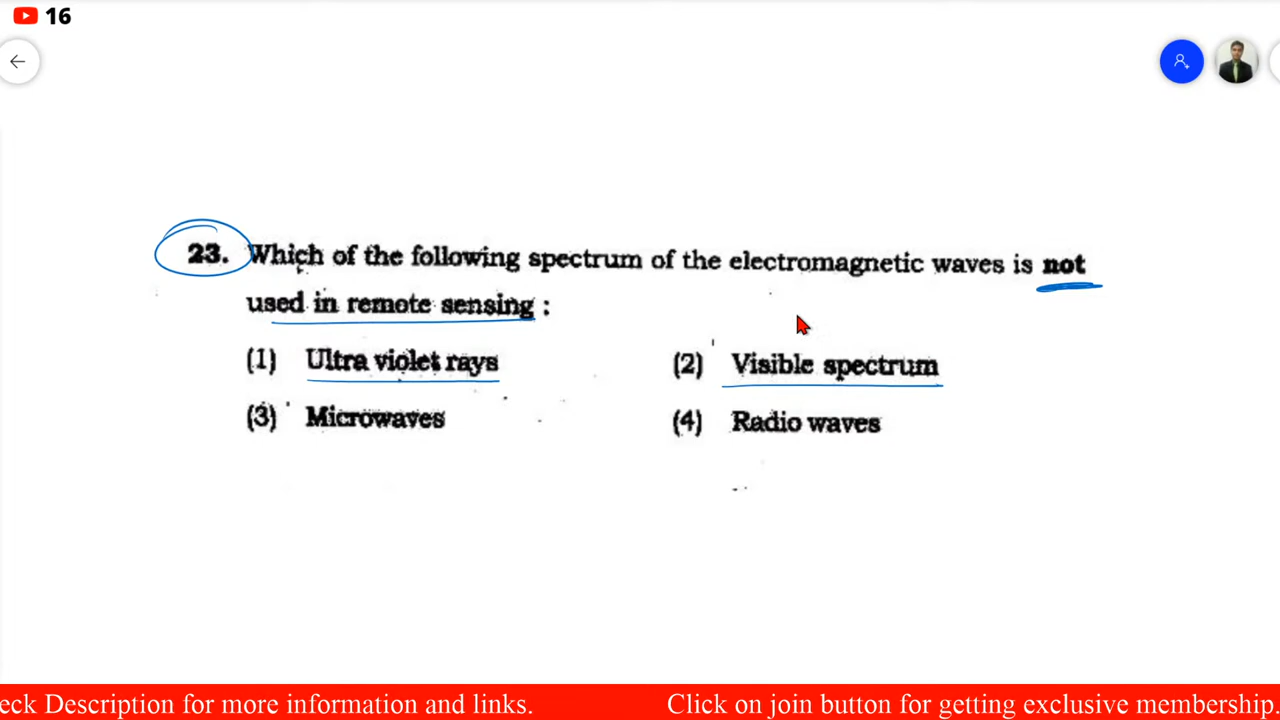 16
23. Which of the following spectrum of the electromagnetic waves is not
used in remote sensing :
(1) Ultra violet rays (2) Visible spectrum
(3) Microwaves (4) Radio waves
eck Description for more information and links. Click on join button for getting exclusive membership.